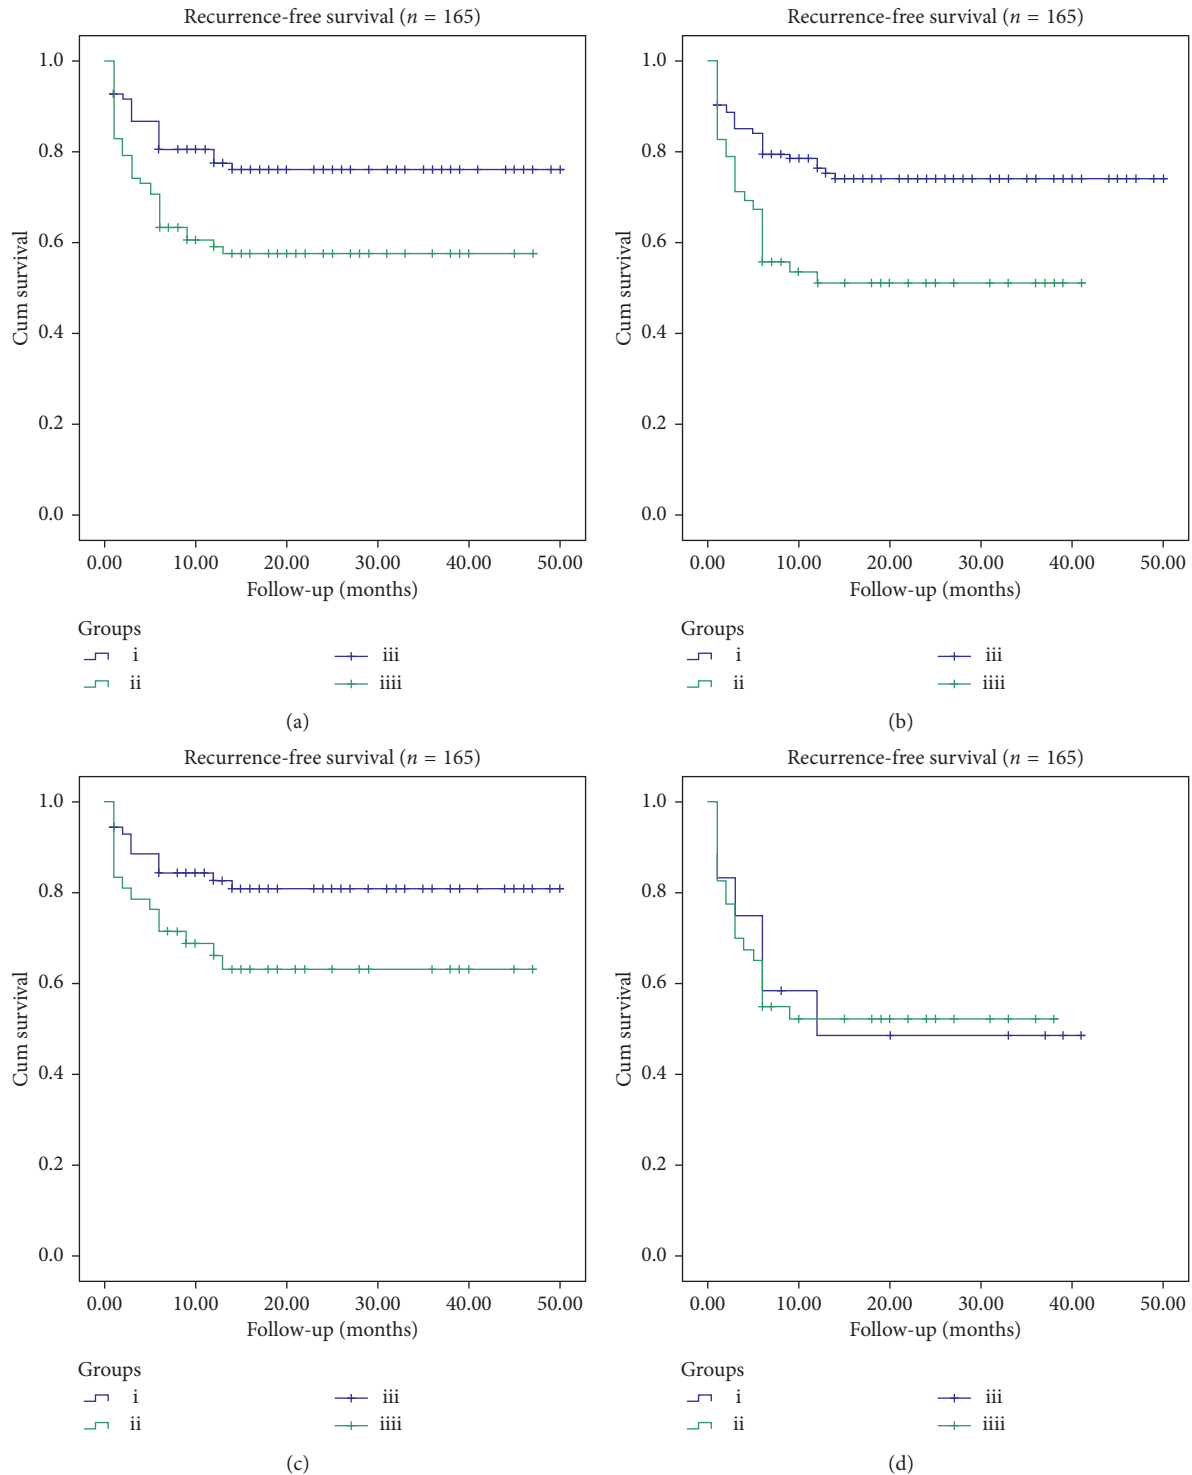 Recurrence-free survival (n = 165)
Cum survival
1.0
0.8
0.6
0.4
0.2
0.0
0.00 10.00 20.00 30.00 40.00 50.00
Follow-up (months)
Groups
i iii
ii iiii
(a)
Recurrence-free survival (n = 165)
Cum survival
1.0
0.8
0.6
0.4
0.2
0.0
0.00 10.00 20.00 30.00 40.00 50.00
Follow-up (months)
Groups
i iii
ii iiii
(b)
Recurrence-free survival (n = 165)
Cum survival
1.0
0.8
0.6
0.4
0.2
0.0
0.00 10.00 20.00 30.00 40.00 50.00
Follow-up (months)
Groups
i iii
ii iiii
(c)
Recurrence-free survival (n = 165)
Cum survival
1.0
0.8
0.6
0.4
0.2
0.0
0.00 10.00 20.00 30.00 40.00 50.00
Follow-up (months)
Groups
i iii
ii iiii
(d)